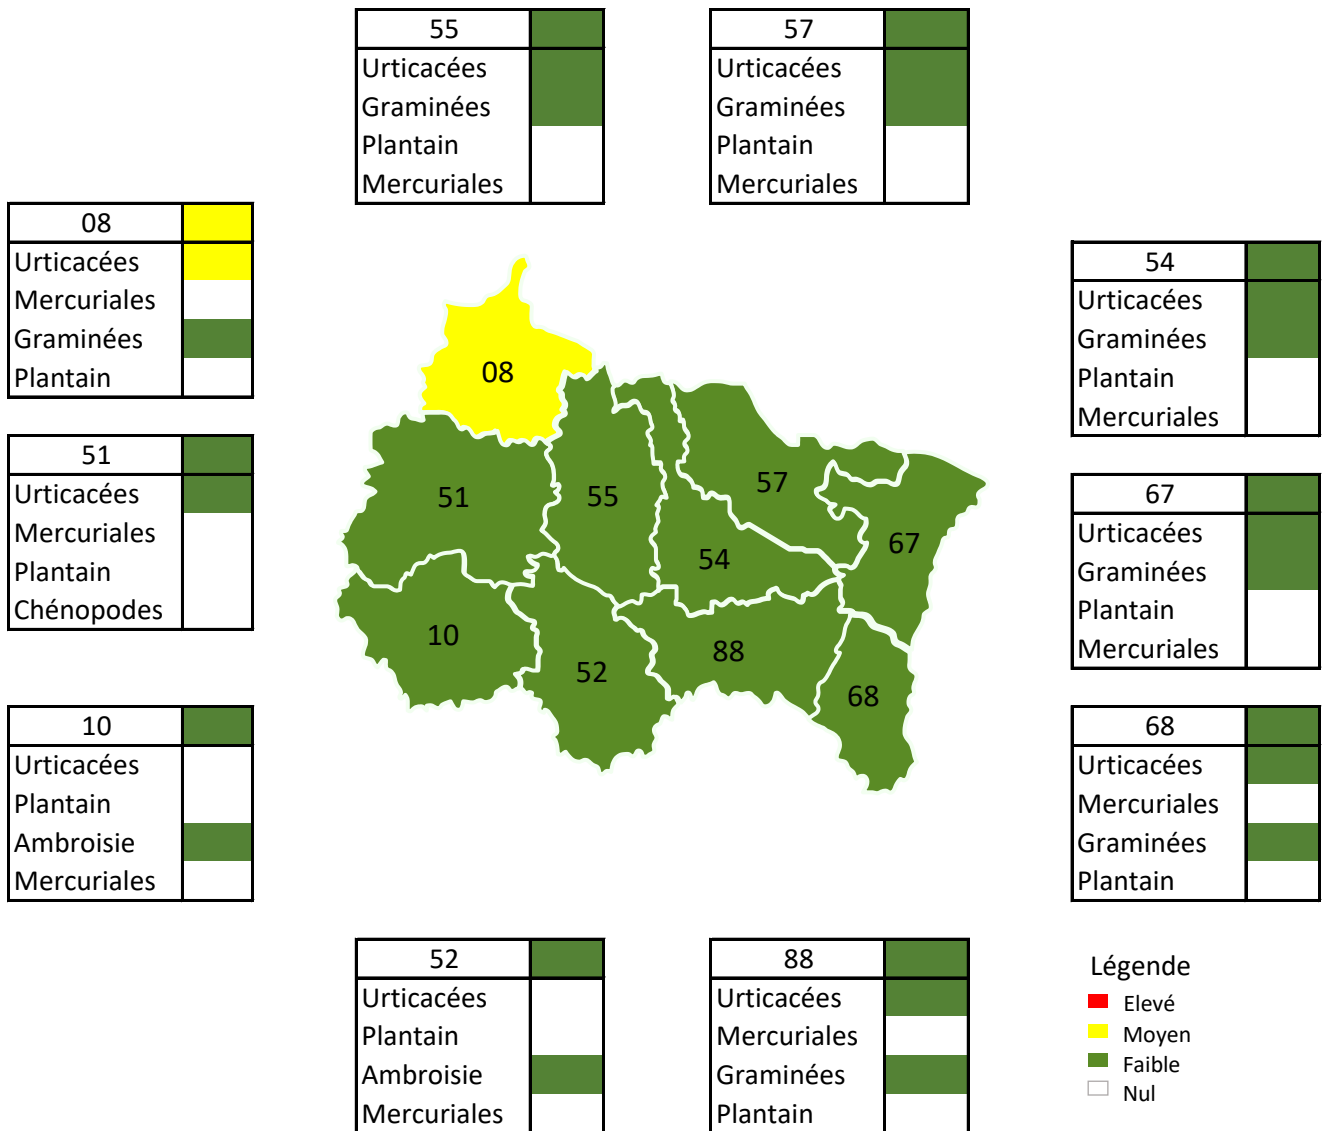 55
Urticacées
Graminées
Plantain
Mercuriales
57
Urticacées
Graminées
Plantain
Mercuriales
08
Urticacées
Mercuriales
Graminées
Plantain
54
Urticacées
Graminées
Plantain
Mercuriales
51
Urticacées
Mercuriales
Plantain
Chénopodes
67
Urticacées
Graminées
Plantain
Mercuriales
08
57
51
55
67
54
10
88
52
68
10
Urticacées
Plantain
Ambroisie
Mercuriales
68
Urticacées
Mercuriales
Graminées
Plantain
52
Urticacées
Plantain
Ambroisie
Mercuriales
88
Urticacées
Mercuriales
Graminées
Plantain
Légende
Elevé
Moyen
Faible
Nul